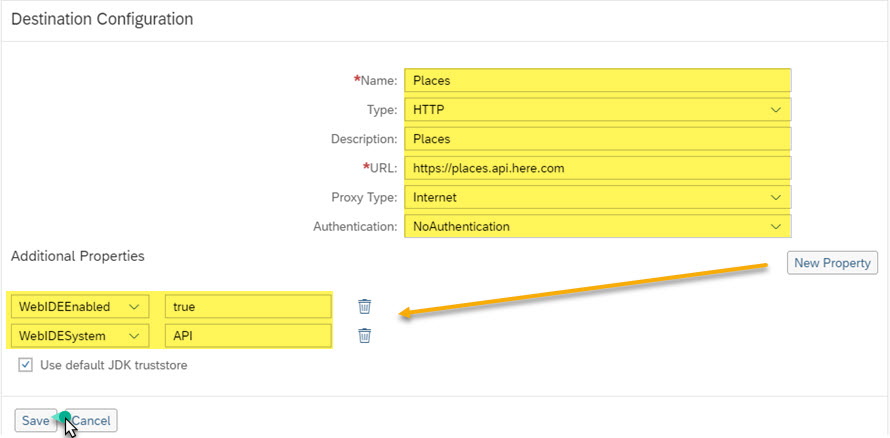 Destination Configuration
*Name: Places
Type: HTTP
Description: Places
*URL: https://places.api.here.com
Proxy Type: Internet
Authentication: NoAuthentication
Additional Properties
New Property
WebIDEEnabled true
WebIDESystem API
Use default JDK truststore
Save Cancel